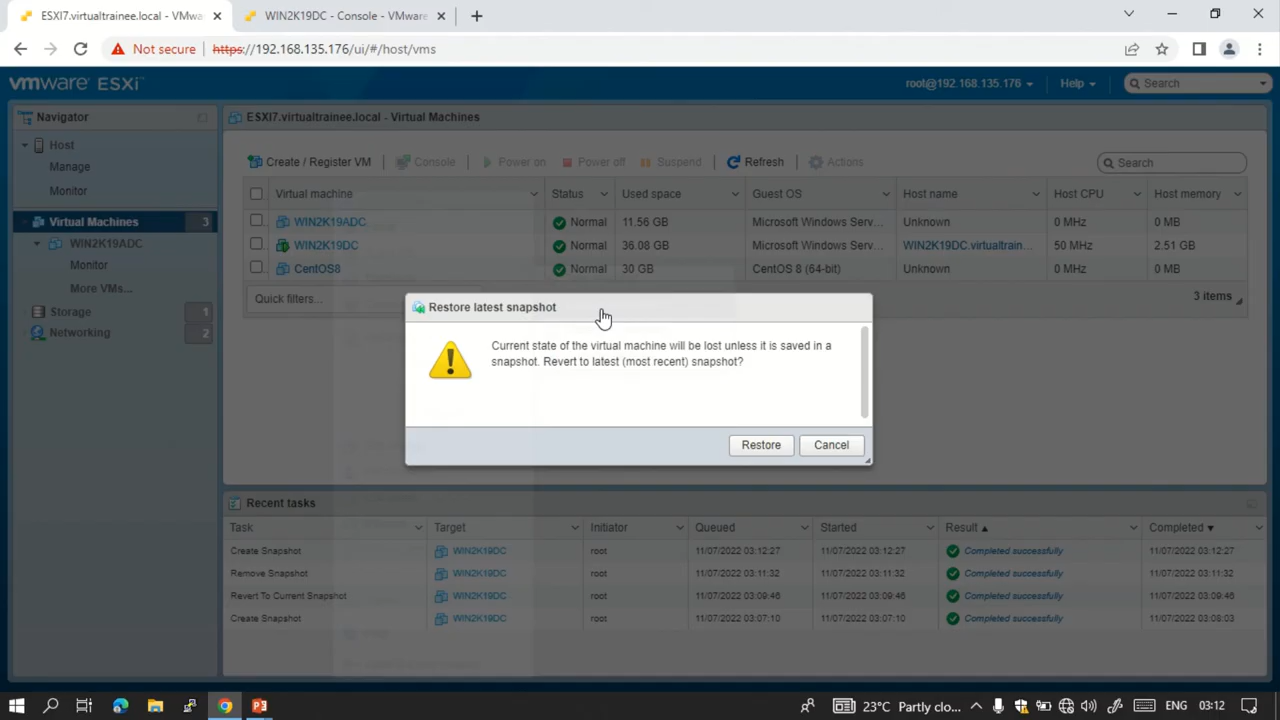 ESXI7.virtualtrainee.local - VMwa
WIN2K19DC - Console - VMware
Not secure https://192.168.135.176/ui/#/host/vms
vmware ESXi™
root@192.168.135.176
Help
Search
Navigator
ESXI7.virtualtrainee.local - Virtual Machines
Host
Manage
Monitor
Virtual Machines 3
WIN2K19ADC
Monitor
More VMs...
Storage 1
Networking 2
Create / Register VM Console Power on Power off Suspend Refresh Actions Search
Virtual machine Status Used space Guest OS Host name Host CPU Host memory
WIN2K19ADC Normal 11.56 GB Microsoft Windows Serv... Unknown 0 MHz 0 MB
WIN2K19DC Normal 36.08 GB Microsoft Windows Serv... WIN2K19DC.virtualtrain... 50 MHz 2.51 GB
CentOS8 Normal 30 GB CentOS 8 (64-bit) Unknown 0 MHz 0 MB
Quick filters... 3 items
Restore latest snapshot
Current state of the virtual machine will be lost unless it is saved in a
snapshot. Revert to latest (most recent) snapshot?
Restore Cancel
Recent tasks
Task Target Initiator Queued Started Result Completed
Create Snapshot WIN2K19DC root 11/07/2022 03:12:27 11/07/2022 03:12:27 Completed successfully 11/07/2022 03:12:27
Remove Snapshot WIN2K19DC root 11/07/2022 03:11:32 11/07/2022 03:11:32 Completed successfully 11/07/2022 03:11:32
Revert To Current Snapshot WIN2K19DC root 11/07/2022 03:09:46 11/07/2022 03:09:46 Completed successfully 11/07/2022 03:09:46
Create Snapshot WIN2K19DC root 11/07/2022 03:07:10 11/07/2022 03:07:10 Completed successfully 11/07/2022 03:08:03
23°C Partly clo... ENG 03:12